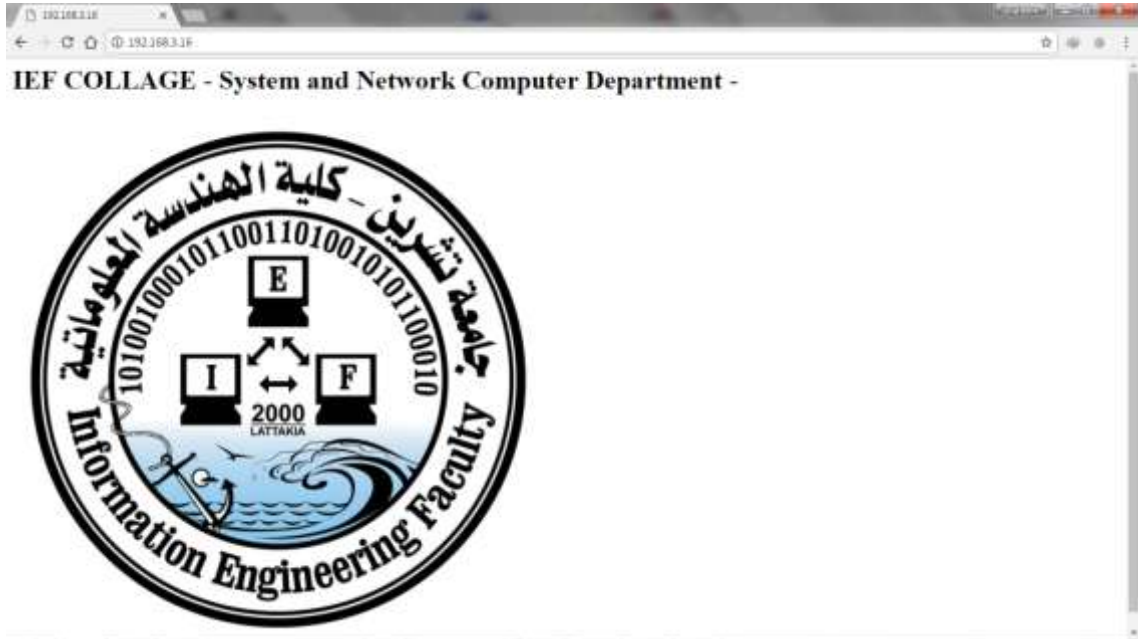 192.168.3.16
192.168.3.16
IEF COLLAGE - System and Network Computer Department -
جامعة تشرين - كلية الهندسة المعلوماتية
1010010001011001101001010101100010
E
I
F
2000
LATTAKIA
Information Engineering Faculty